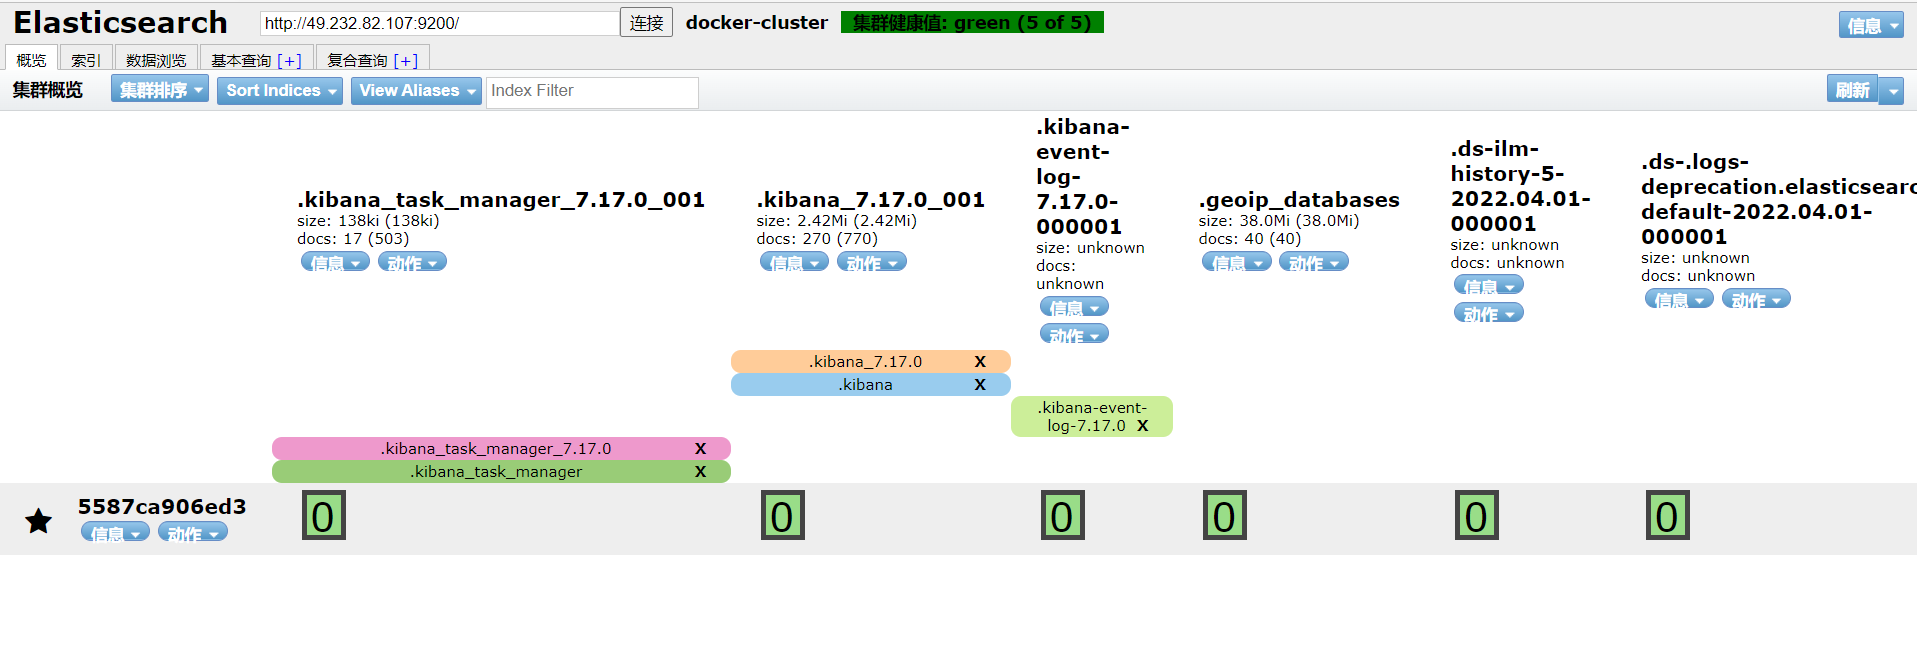 Elasticsearch http://49.232.82.107:9200/ 连接 docker-cluster 集群健康值: green (5 of 5) 信息
概览 索引 数据浏览 基本查询 [+] 复合查询 [+]
集群概览 集群排序 Sort Indices View Aliases Index Filter 刷新
.kibana_task_manager_7.17.0_001
size: 138ki (138ki)
docs: 17 (503)
信息 动作
.kibana_7.17.0_001
size: 2.42Mi (2.42Mi)
docs: 270 (770)
信息 动作
.kibana-
event-
log-
7.17.0-
000001
size: unknown
docs:
unknown
信息
动作
.geoip_databases
size: 38.0Mi (38.0Mi)
docs: 40 (40)
信息 动作
.ds-ilm-
history-5-
2022.04.01-
000001
size: unknown
docs: unknown
信息
动作
.ds-.logs-
deprecation.elasticsearc
default-2022.04.01-
000001
size: unknown
docs: unknown
信息 动作
.kibana_7.17.0 X
.kibana X
.kibana-event-
log-7.17.0 X
.kibana_task_manager_7.17.0 X
.kibana_task_manager X
5587ca906ed3
信息 动作
0 0 0 0 0 0